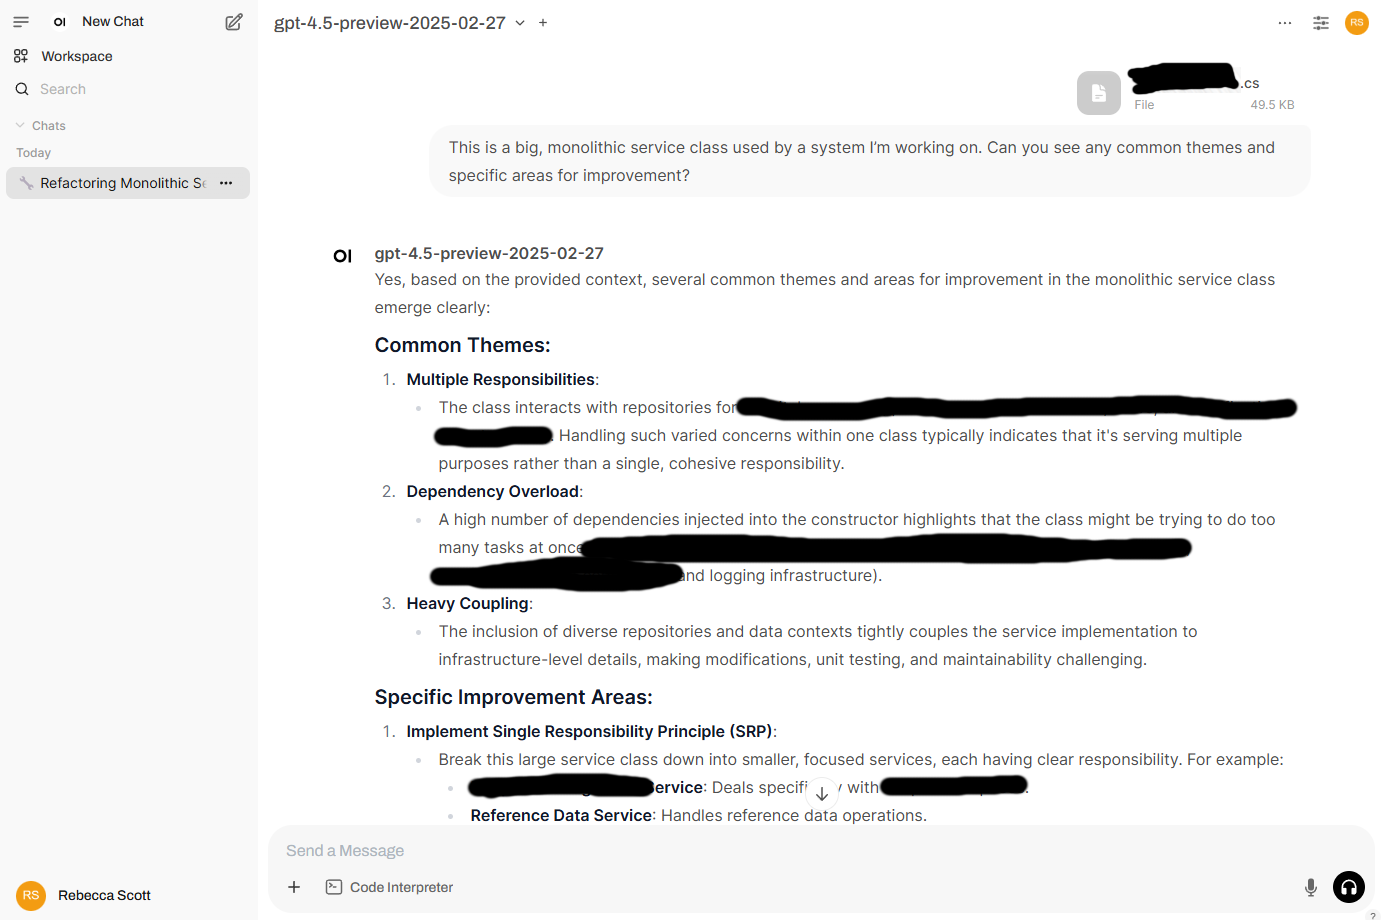 OI New Chat
Workspace
Search
Chats
Today
Refactoring Monolithic Se
RS Rebecca Scott
gpt-4.5-preview-2025-02-27
RS
.cs
File 49.5 KB
This is a big, monolithic service class used by a system I'm working on. Can you see any common themes and
specific areas for improvement?
OI gpt-4.5-preview-2025-02-27
Yes, based on the provided context, several common themes and areas for improvement in the monolithic service class
emerge clearly:
Common Themes:
1. Multiple Responsibilities:
The class interacts with repositories for
Handling such varied concerns within one class typically indicates that it's serving multiple
purposes rather than a single, cohesive responsibility.
2. Dependency Overload:
A high number of dependencies injected into the constructor highlights that the class might be trying to do too
many tasks at once
and logging infrastructure).
3. Heavy Coupling:
The inclusion of diverse repositories and data contexts tightly couples the service implementation to
infrastructure-level details, making modifications, unit testing, and maintainability challenging.
Specific Improvement Areas:
1. Implement Single Responsibility Principle (SRP):
Break this large service class down into smaller, focused services, each having clear responsibility. For example:
ervice: Deals with
Reference Data Service: Handles reference data operations.
Send a Message
Code Interpreter
?